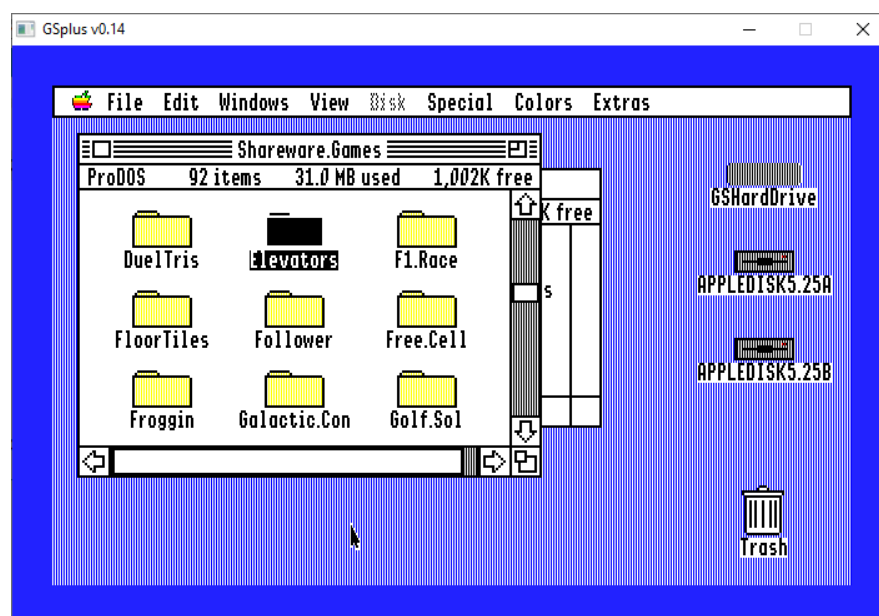 GSplus v0.14
File Edit Windows View Disk Special Colors Extras
Shareware.Games
ProDOS 92 items 31.0 MB used 1,002K free
K free
s
DuelTris Elevators F1.Race
FloorTiles Follower Free.Cell
Froggin Galactic.Con Golf.Sol
GSHardDrive
APPLEDISK5.25A
APPLEDISK5.25B
Trash